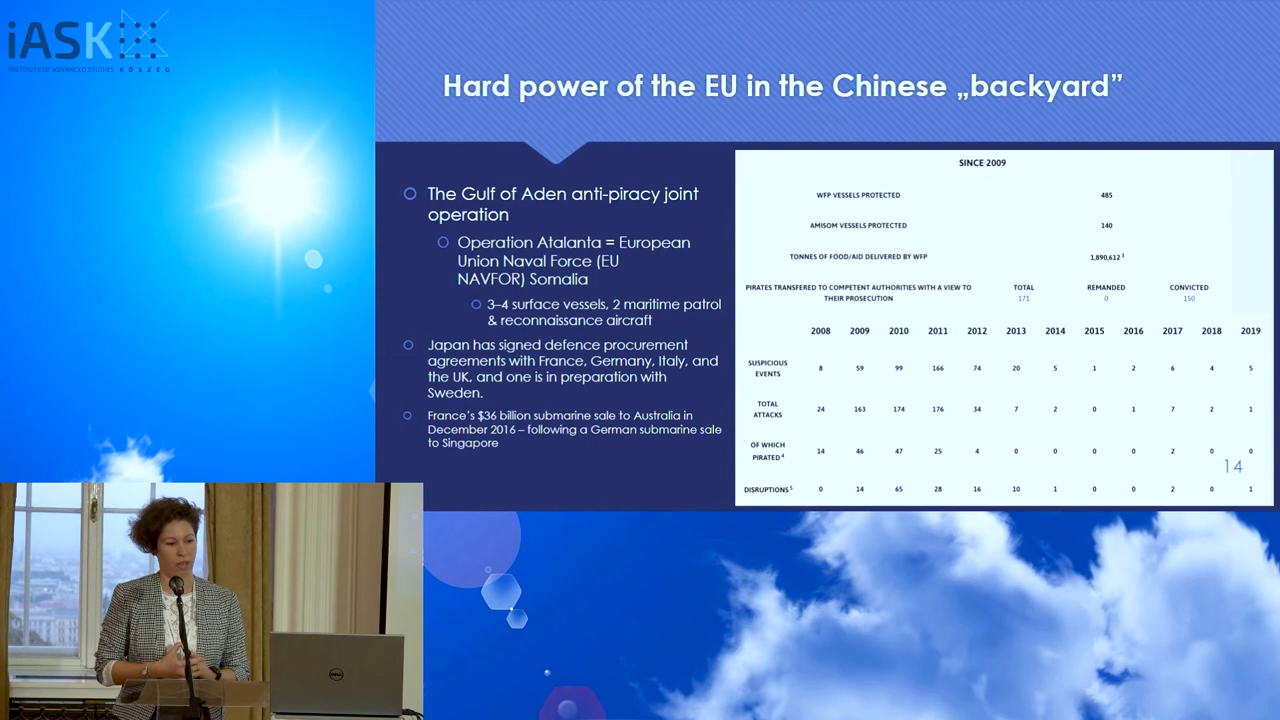 iASK
INSTITUTE OF ADVANCED STUDIES KŐSZEG
Hard power of the EU in the Chinese „backyard”
The Gulf of Aden anti-piracy joint
operation
Operation Atalanta = European
Union Naval Force (EU
NAVFOR) Somalia
3–4 surface vessels, 2 maritime patrol
& reconnaissance aircraft
Japan has signed defence procurement
agreements with France, Germany, Italy, and
the UK, and one is in preparation with
Sweden.
France’s $36 billion submarine sale to Australia in
December 2016 – following a German submarine sale
to Singapore
SINCE 2009
WFP VESSELS PROTECTED 485
AMISOM VESSELS PROTECTED 140
TONNES OF FOOD/AID DELIVERED BY WFP 1,890,612 3
PIRATES TRANSFERED TO COMPETENT AUTHORITIES WITH A VIEW TO TOTAL REMANDED CONVICTED
THEIR PROSECUTION 171 0 150
2008 2009 2010 2011 2012 2013 2014 2015 2016 2017 2018 2019
SUSPICIOUS
EVENTS 8 59 99 166 74 20 5 1 2 6 4 5
TOTAL
ATTACKS 24 163 174 176 34 7 2 0 1 7 2 1
OF WHICH
PIRATED 4 14 46 47 25 4 0 0 0 0 2 0 0
14
DISRUPTIONS 5 0 14 65 28 16 10 1 0 0 2 0 1
DELL